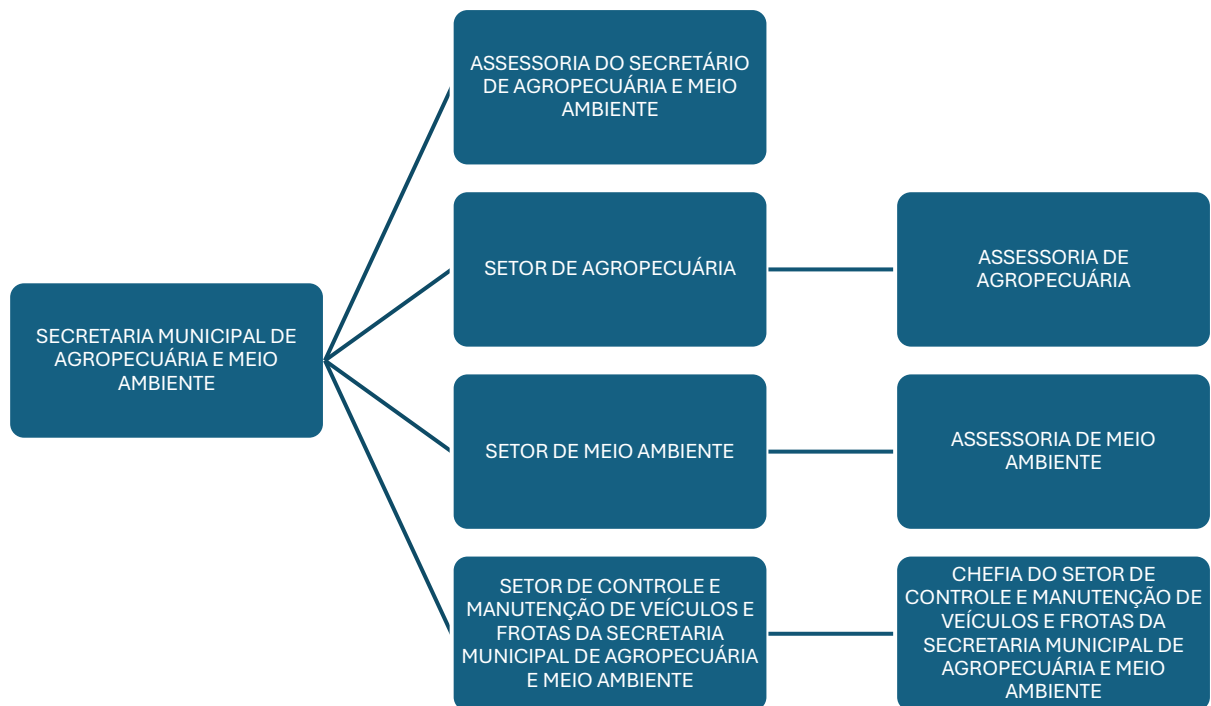 ASSESSORIA DO SECRETÁRIO
DE AGROPECUÁRIA E MEIO
AMBIENTE
SETOR DE AGROPECUÁRIA
ASSESSORIA DE
AGROPECUÁRIA
SECRETARIA MUNICIPAL DE
AGROPECUÁRIA E MEIO
AMBIENTE
SETOR DE MEIO AMBIENTE
ASSESSORIA DE MEIO
AMBIENTE
SETOR DE CONTROLE E
MANUTENÇÃO DE VEÍCULOS E
FROTAS DA SECRETARIA
MUNICIPAL DE AGROPECUÁRIA
E MEIO AMBIENTE
CHEFIA DO SETOR DE
CONTROLE E MANUTENÇÃO DE
VEÍCULOS E FROTAS DA
SECRETARIA MUNICIPAL DE
AGROPECUÁRIA E MEIO
AMBIENTE